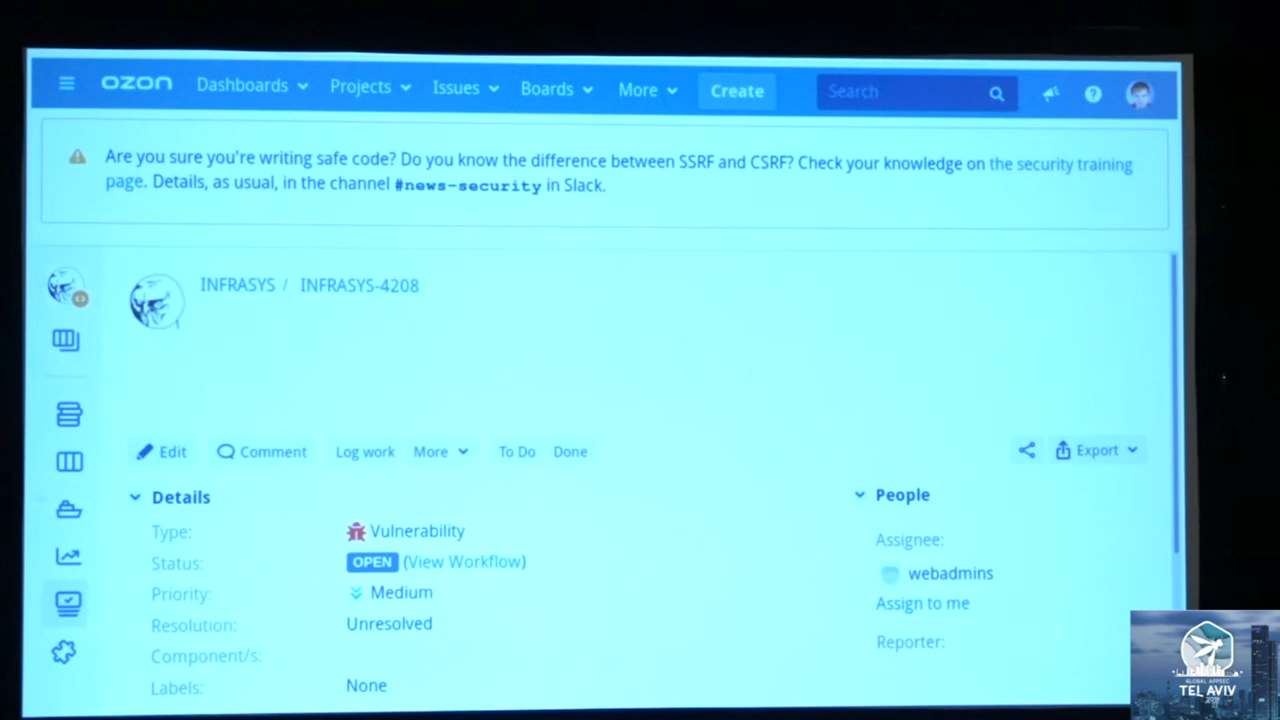 ozon Dashboards Projects Issues Boards More Create Search
Are you sure you're writing safe code? Do you know the difference between SSRF and CSRF? Check your knowledge on the security training
page. Details, as usual, in the channel #news-security in Slack.
INFRASYS / INFRASYS-4208
Edit Comment Log work More To Do Done Export
Details
Type: Vulnerability
Status: OPEN (View Workflow)
Priority: Medium
Resolution: Unresolved
Component/s:
Labels: None
People
Assignee:
webadmins
Assign to me
Reporter:
GLOBAL APPSEC
TEL AVIV